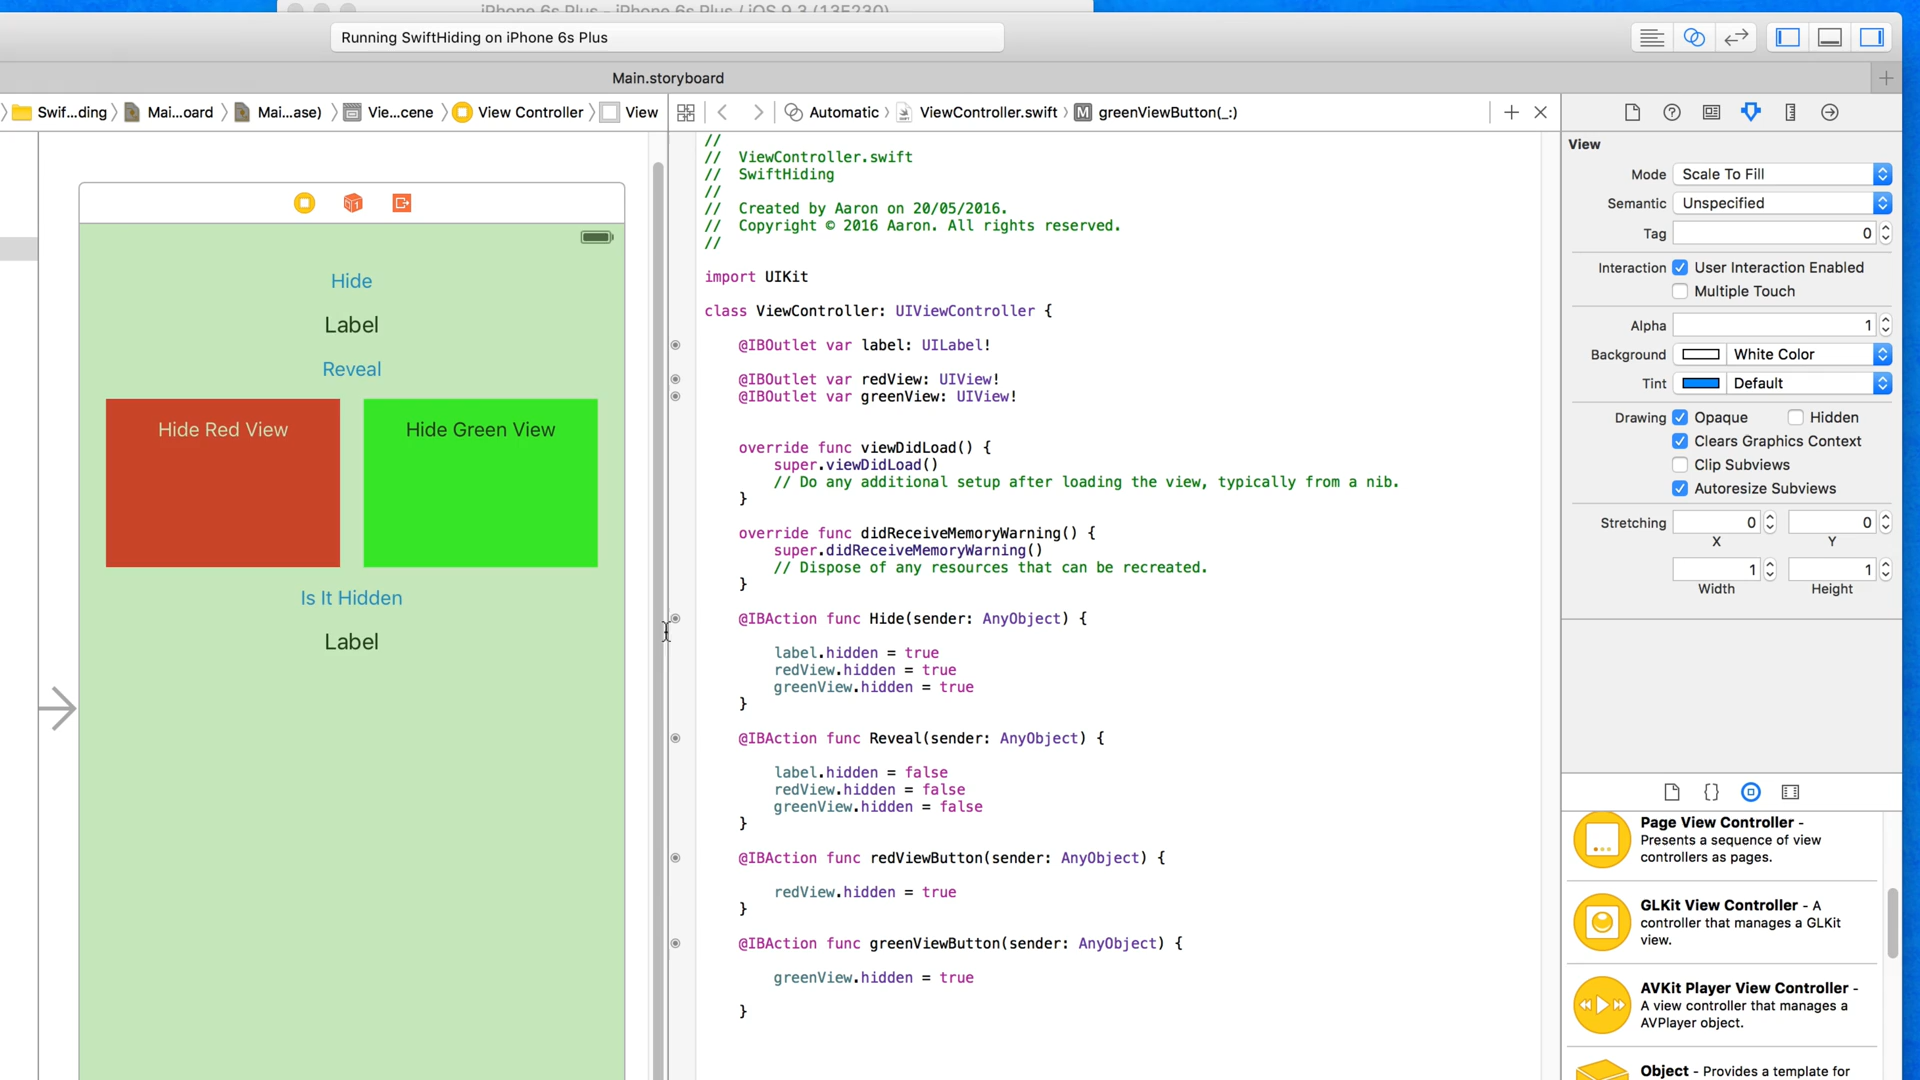 iPhone 6s Plus - iPhone 6s Plus / iOS 9.3 (13E230)
Running SwiftHiding on iPhone 6s Plus
Main.storyboard
Swif...ding
Mai...oard
Mai...ase)
Vie...cene
View Controller
View
Automatic
ViewController.swift
M
greenViewButton(_:)
Hide
Label
Reveal
Hide Red View
Hide Green View
Is It Hidden
Label
//
//  ViewController.swift
//  SwiftHiding
//
//  Created by Aaron on 20/05/2016.
//  Copyright © 2016 Aaron. All rights reserved.
//
import UIKit
class ViewController: UIViewController {
@IBOutlet var label: UILabel!
@IBOutlet var redView: UIView!
@IBOutlet var greenView: UIView!
override func viewDidLoad() {
super.viewDidLoad()
// Do any additional setup after loading the view, typically from a nib.
}
override func didReceiveMemoryWarning() {
super.didReceiveMemoryWarning()
// Dispose of any resources that can be recreated.
}
@IBAction func Hide(sender: AnyObject) {
label.hidden = true
redView.hidden = true
greenView.hidden = true
}
@IBAction func Reveal(sender: AnyObject) {
label.hidden = false
redView.hidden = false
greenView.hidden = false
}
@IBAction func redViewButton(sender: AnyObject) {
redView.hidden = true
}
@IBAction func greenViewButton(sender: AnyObject) {
greenView.hidden = true
}
View
Mode Scale To Fill
Semantic Unspecified
Tag 0
Interaction User Interaction Enabled
Multiple Touch
Alpha 1
Background White Color
Tint Default
Drawing Opaque Hidden
Clears Graphics Context
Clip Subviews
Autoresize Subviews
Stretching 0 0
X Y
1 1
Width Height
Page View Controller -
Presents a sequence of view
controllers as pages.
GLKit View Controller - A
controller that manages a GLKit
view.
AVKit Player View Controller -
A view controller that manages a
AVPlayer object.
Object - Provides a template for